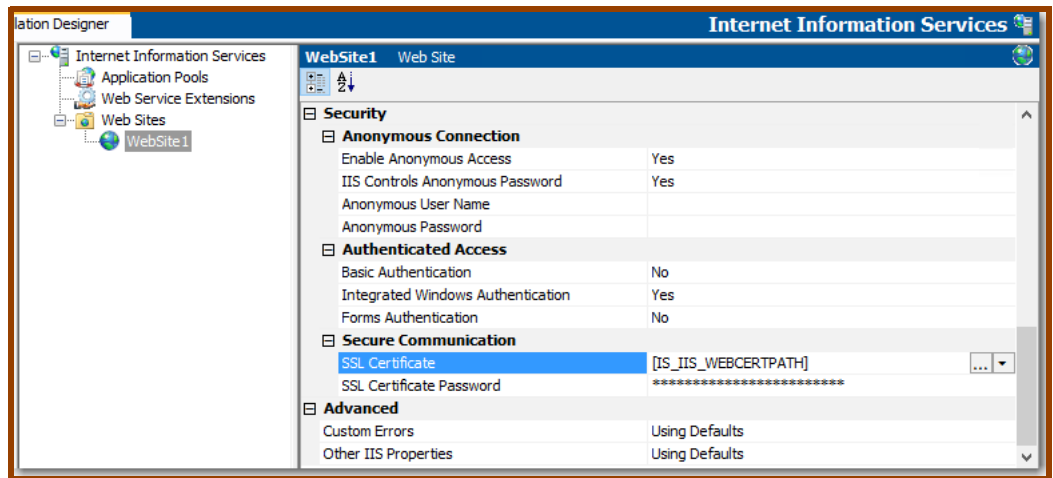 lation Designer
Internet Information Services
Internet Information Services
Application Pools
Web Service Extensions
Web Sites
WebSite1
WebSite1 Web Site
Security
Anonymous Connection
Enable Anonymous Access Yes
IIS Controls Anonymous Password Yes
Anonymous User Name
Anonymous Password
Authenticated Access
Basic Authentication No
Integrated Windows Authentication Yes
Forms Authentication No
Secure Communication
SSL Certificate [IS_IIS_WEBCERTPATH] ...
SSL Certificate Password ************************
Advanced
Custom Errors Using Defaults
Other IIS Properties Using Defaults